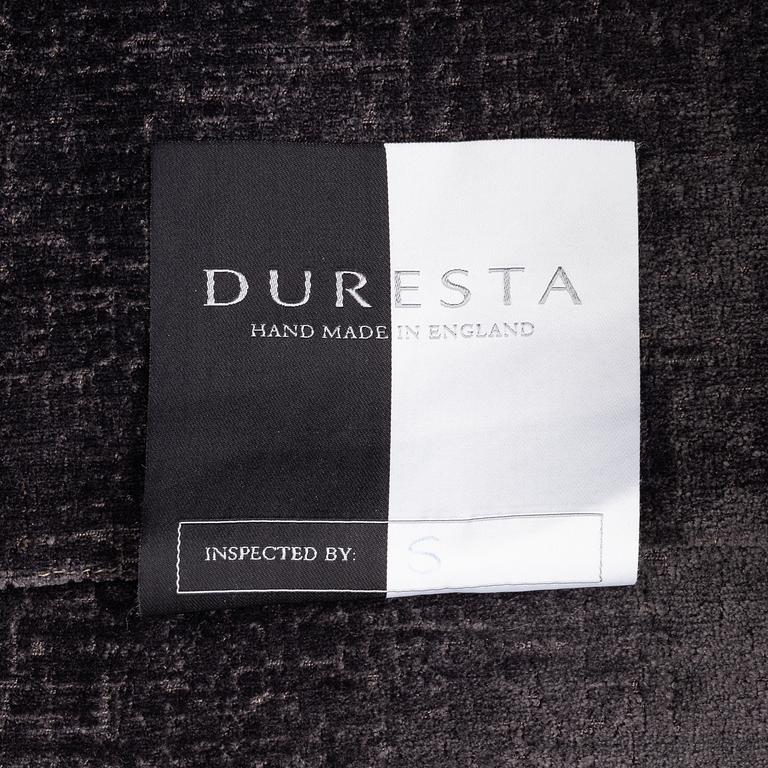 DURESTA
HAND MADE IN ENGLAND
INSPECTED BY: S